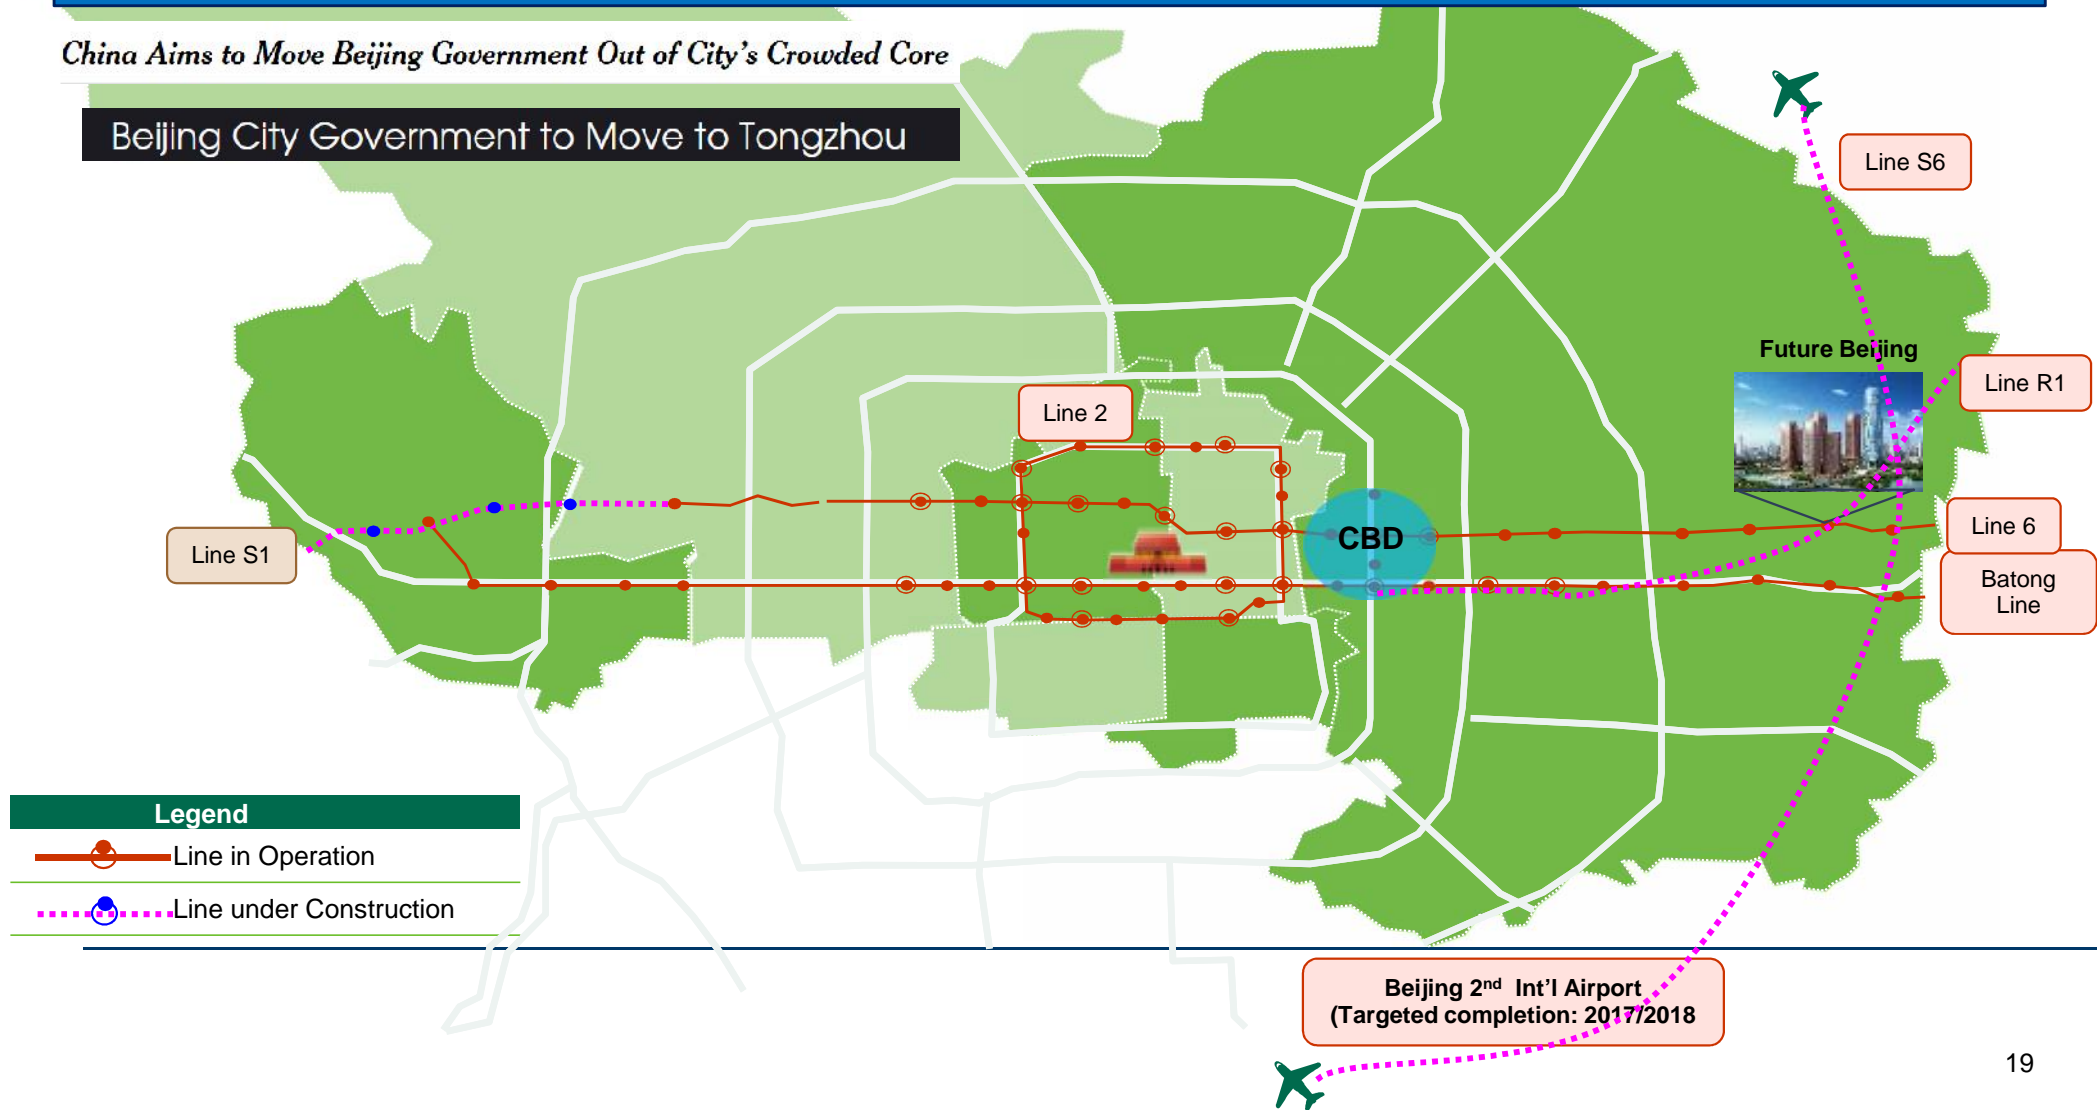 China Aims to Move Beijing Government Out of City's Crowded Core
Beijing City Government to Move to Tongzhou
Line S6
Future Beijing
Line R1
Line 2
CBD
Line 6
Line S1
Batong
Line
Legend
Line in Operation
Line under Construction
Beijing 2nd Int'l Airport
(Targeted completion: 2017/2018
19